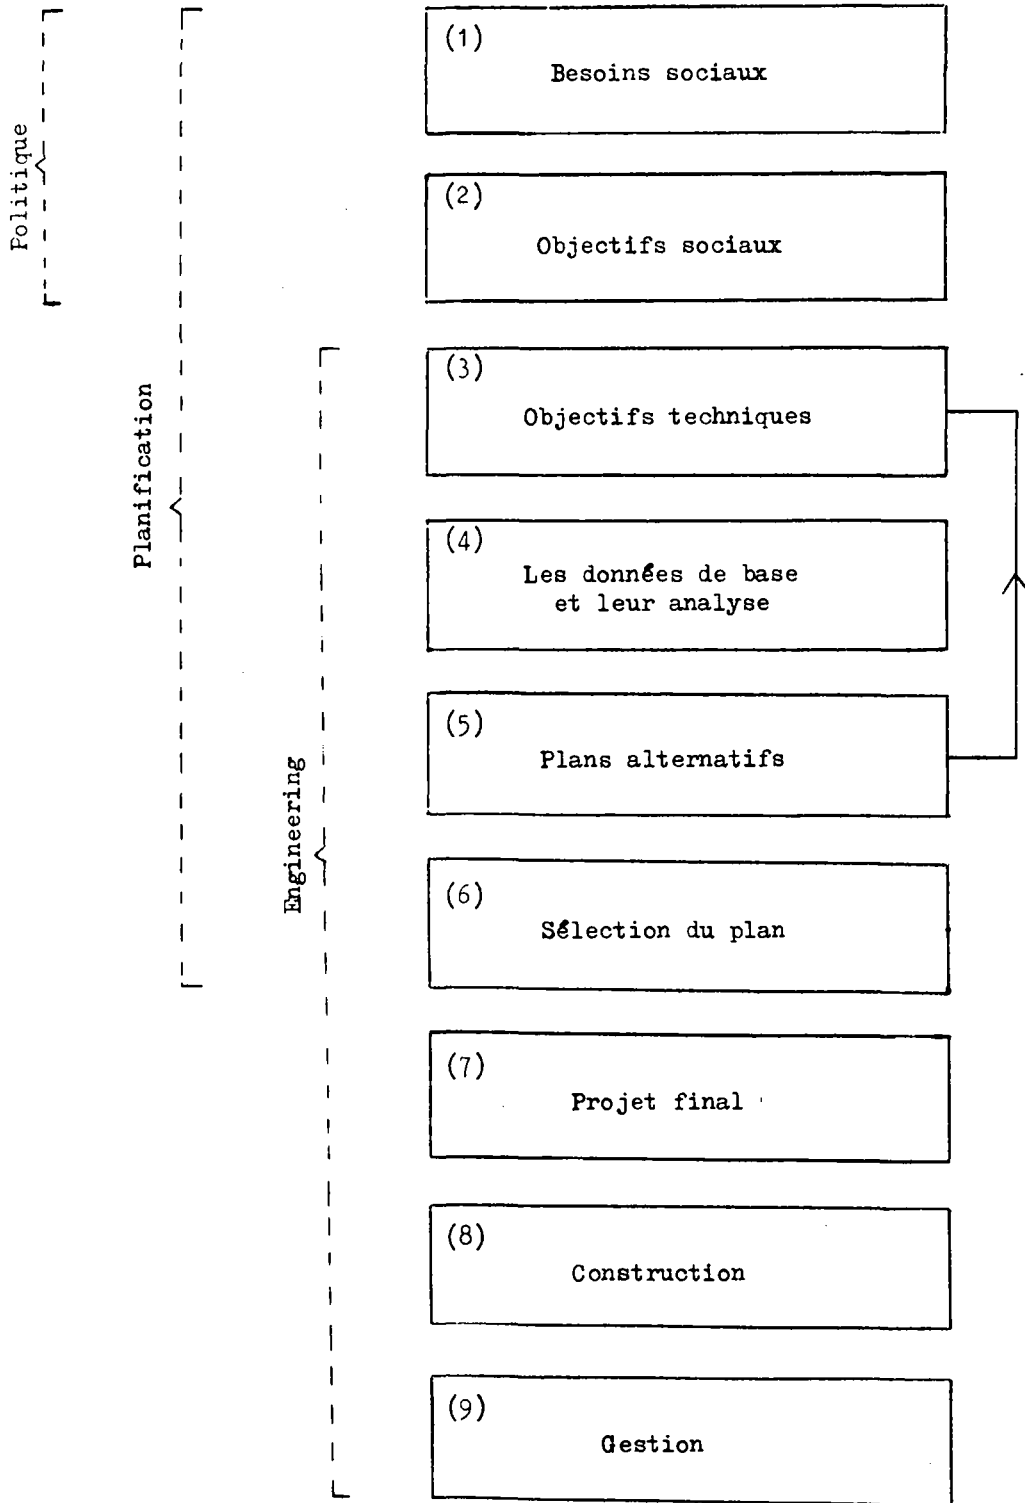 (1)
Besoins sociaux
Politique
(2)
Objectifs sociaux
(3)
Objectifs techniques
Planification
(4)
Les données de base
et leur analyse
(5)
Plans alternatifs
Engineering
(6)
Sélection du plan
(7)
Projet final
(8)
Construction
(9)
Gestion